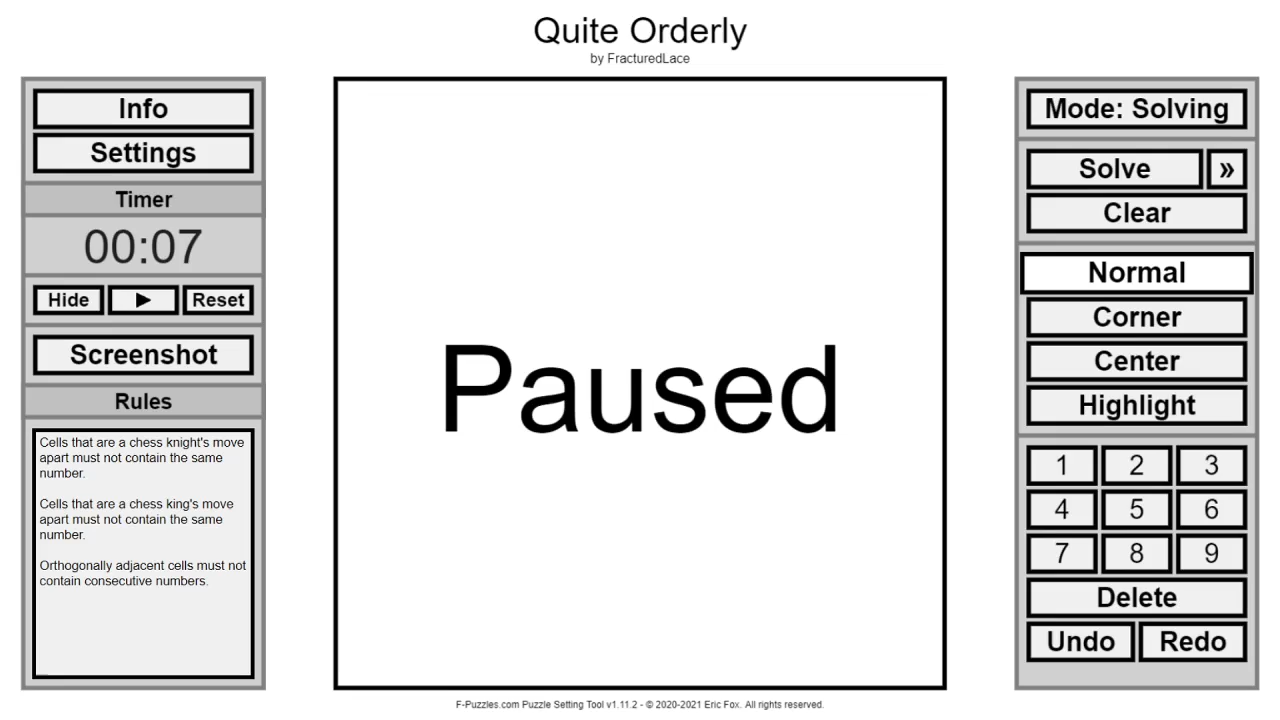 Quite Orderly
by FracturedLace
Info
Settings
Timer
00:07
Hide ▶ Reset
Screenshot
Rules
Cells that are a chess knight's move
apart must not contain the same
number.
Cells that are a chess king's move
apart must not contain the same
number.
Orthogonally adjacent cells must not
contain consecutive numbers.
Paused
Mode: Solving
Solve »
Clear
Normal
Corner
Center
Highlight
1 2 3
4 5 6
7 8 9
Delete
Undo Redo
F-Puzzles.com Puzzle Setting Tool v1.11.2 - © 2020-2021 Eric Fox. All rights reserved.